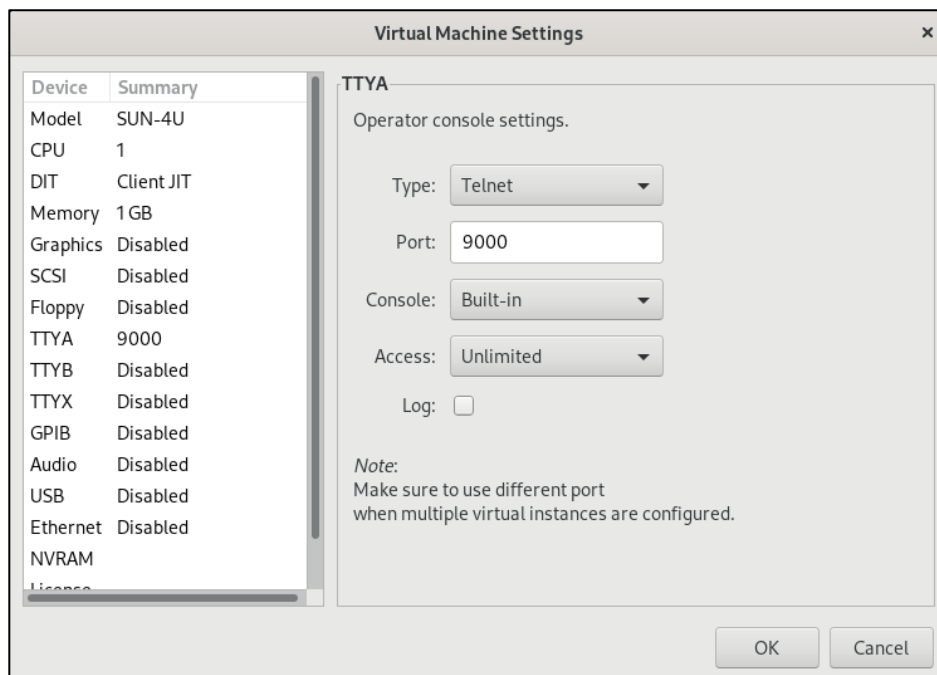 Virtual Machine Settings
Device Summary
Model SUN-4U
CPU 1
DIT Client JIT
Memory 1 GB
Graphics Disabled
SCSI Disabled
Floppy Disabled
TTYA 9000
TTYB Disabled
TTYX Disabled
GPIB Disabled
Audio Disabled
USB Disabled
Ethernet Disabled
NVRAM
License
TTYA
Operator console settings.
Type: Telnet
Port: 9000
Console: Built-in
Access: Unlimited
Log:
Note:
Make sure to use different port
when multiple virtual instances are configured.
OK Cancel